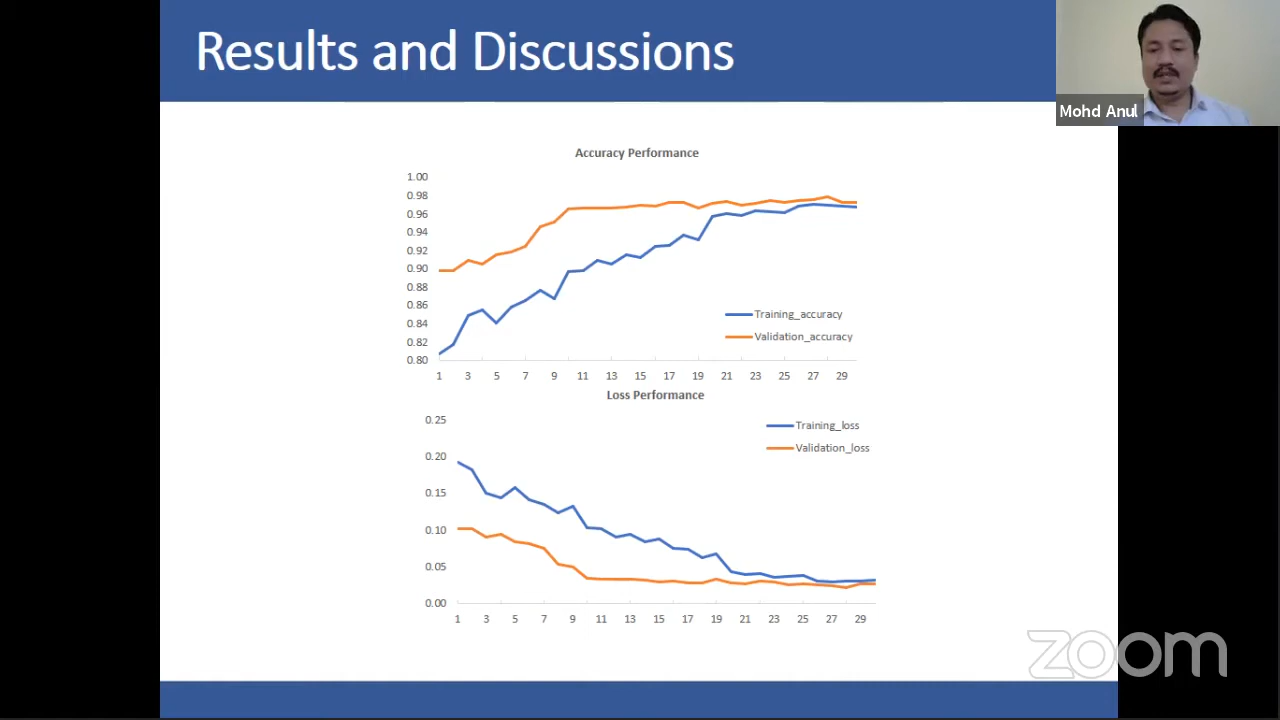 Results and Discussions
Mohd Anul
Accuracy Performance
1.00
0.98
0.96
0.94
0.92
0.90
0.88
0.86
0.84
0.82
0.80
Training_accuracy
Validation_accuracy
1 3 5 7 9 11 13 15 17 19 21 23 25 27 29
Loss Performance
0.25
0.20
0.15
0.10
0.05
0.00
Training_loss
Validation_loss
1 3 5 7 9 11 13 15 17 19 21 23 25 27 29
zoom